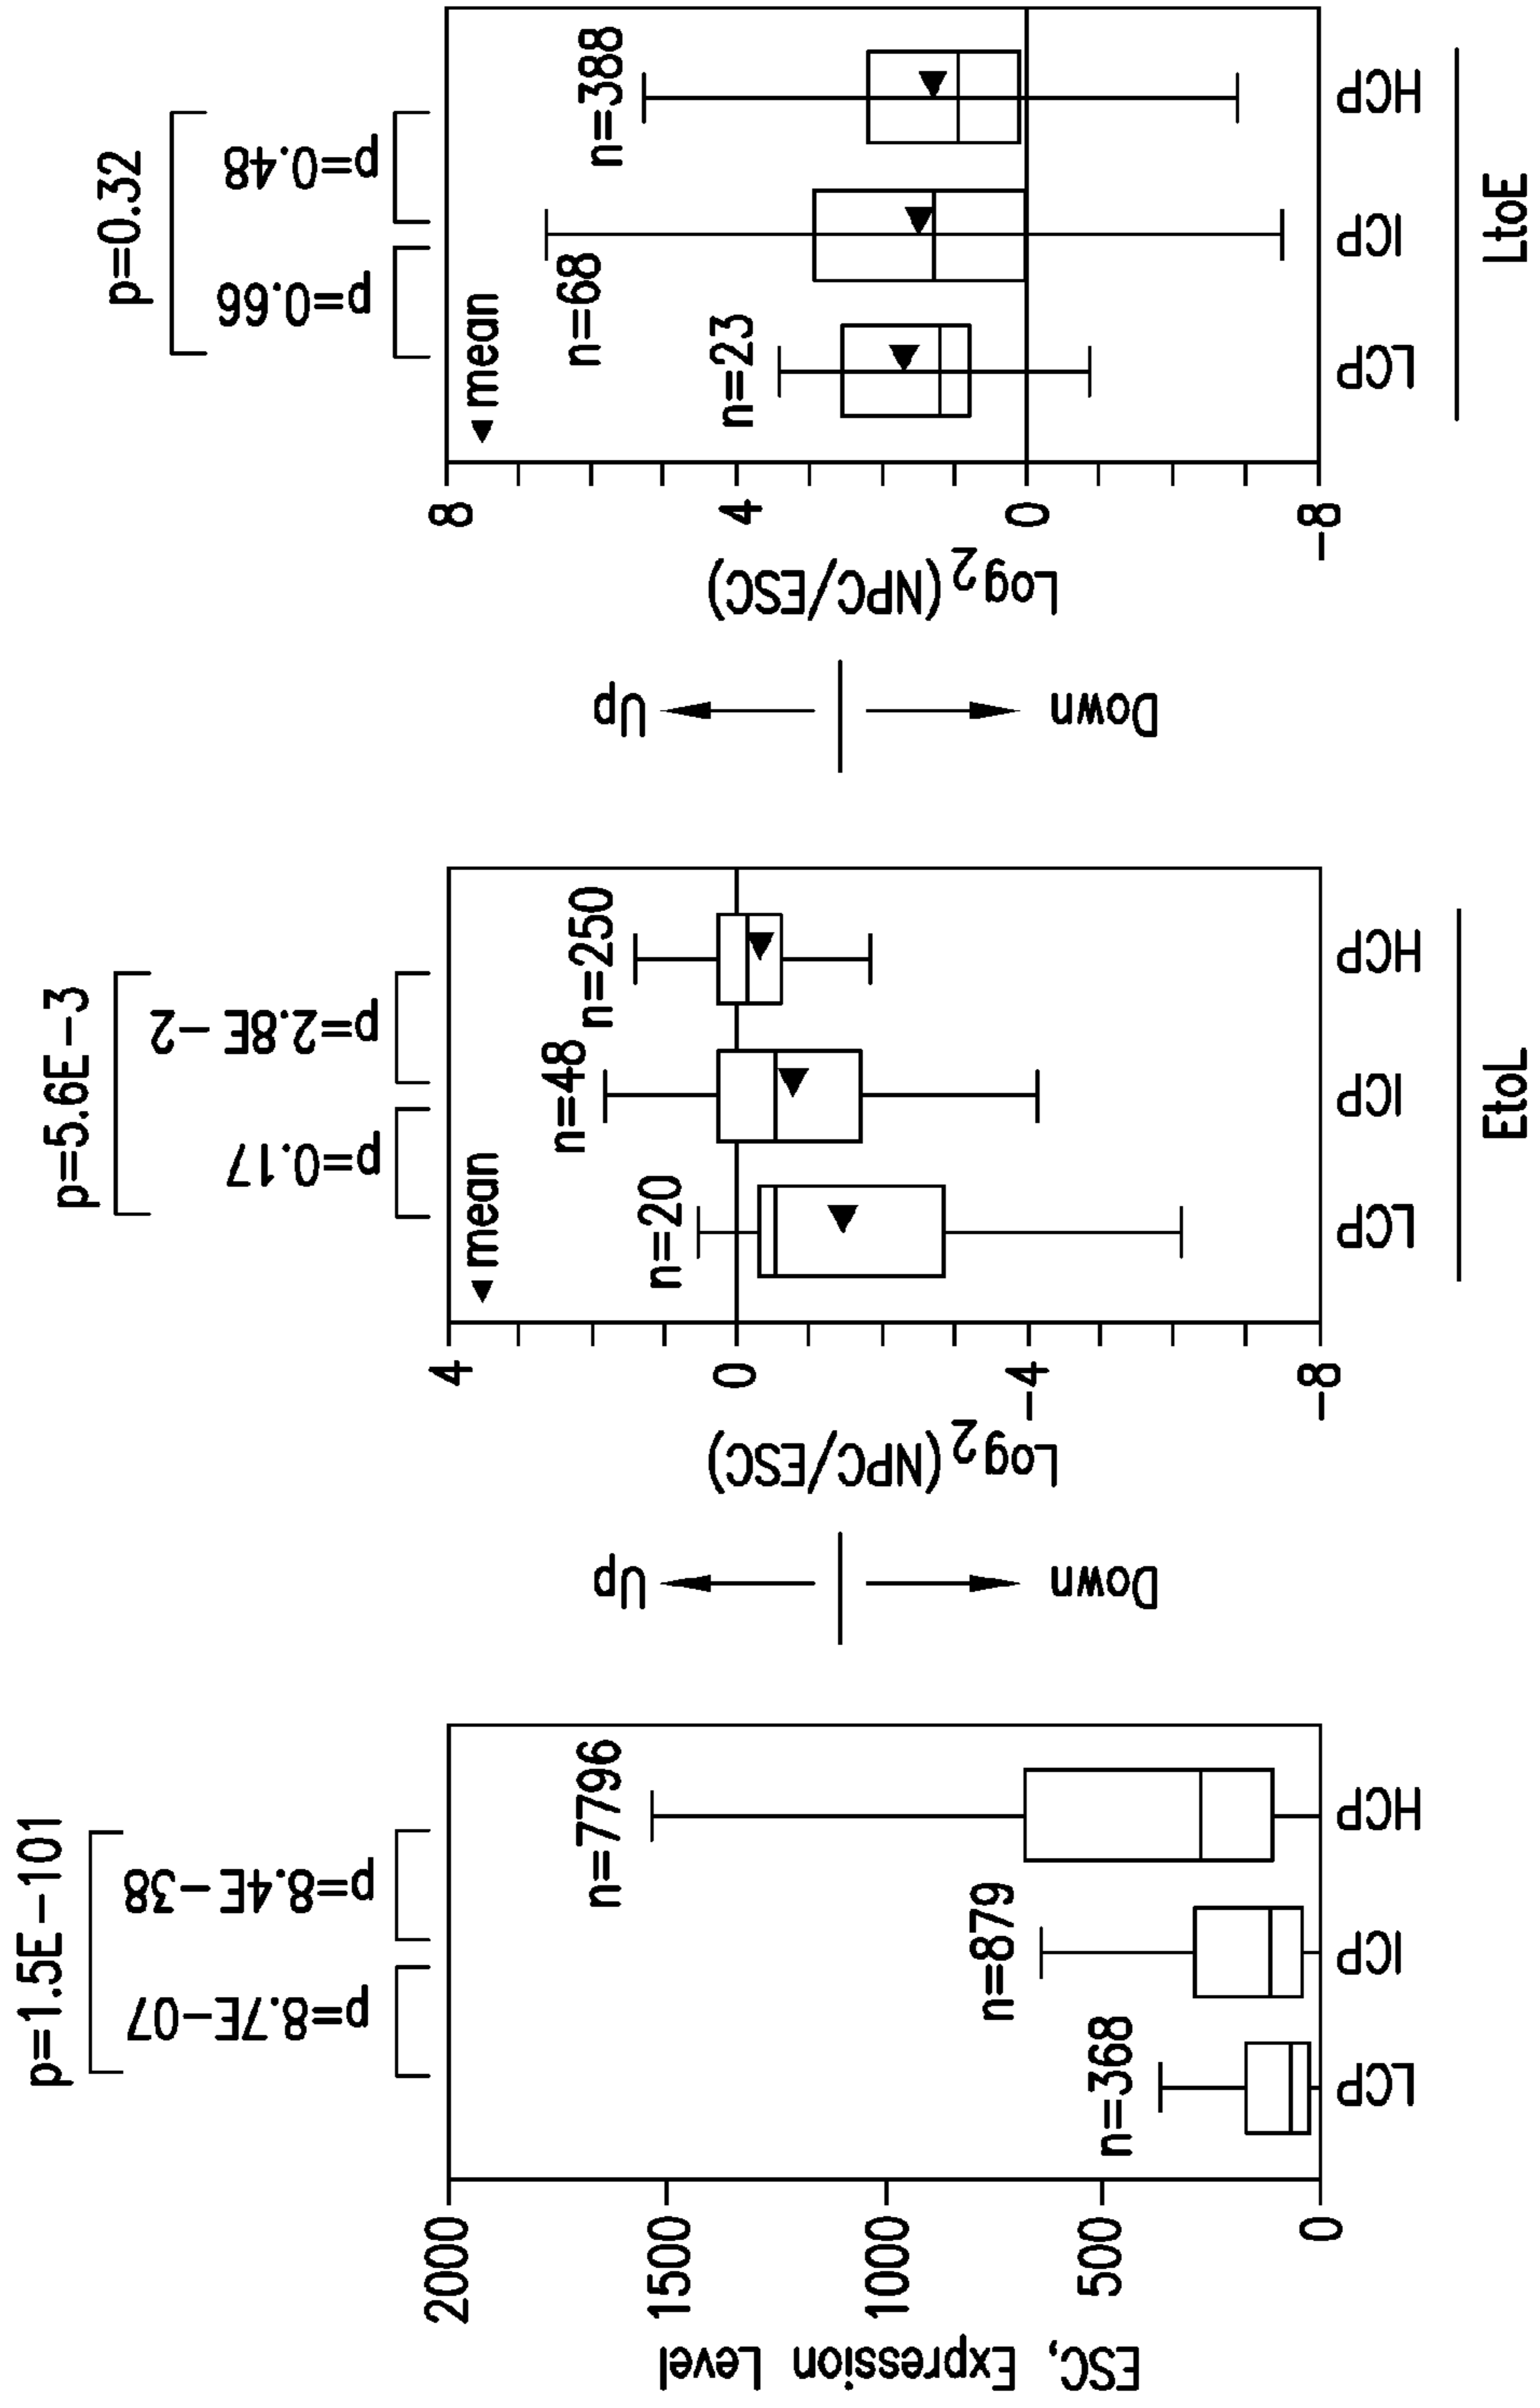 p=1.5E-101
p=8.7E-07
p=8.4E-38
ESC, Expression Level
2000
1500
1000
500
0
n=368
n=879
n=7796
LCP
ICP
HCP
Up
Down
p=5.6E-3
p=0.17
p=2.8E-2
Log2(NPC/ESC)
4
0
-4
-8
mean
n=20
n=48
n=250
LCP
ICP
HCP
EtoL
Up
Down
p=0.32
p=0.66
p=0.48
Log2(NPC/ESC)
8
4
0
-8
mean
n=23
n=68
n=388
LCP
ICP
HCP
LtoE